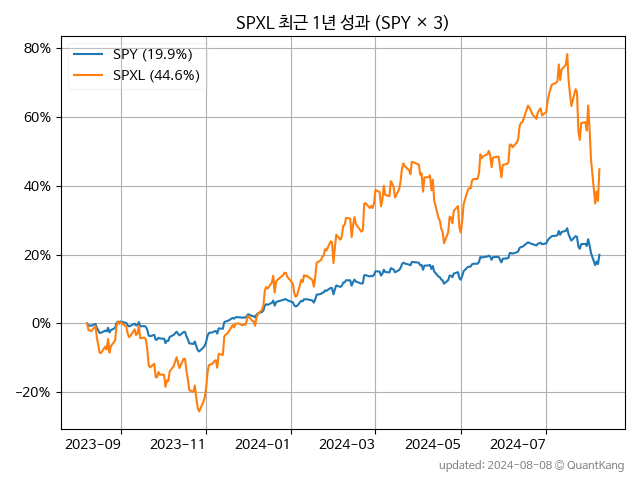 SPXL 최근 1년 성과 (SPY × 3)
SPY (19.9%)
SPXL (44.6%)
80%
60%
40%
20%
0%
−20%
2023-09 2023-11 2024-01 2024-03 2024-05 2024-07
updated: 2024-08-08 © QuantKang